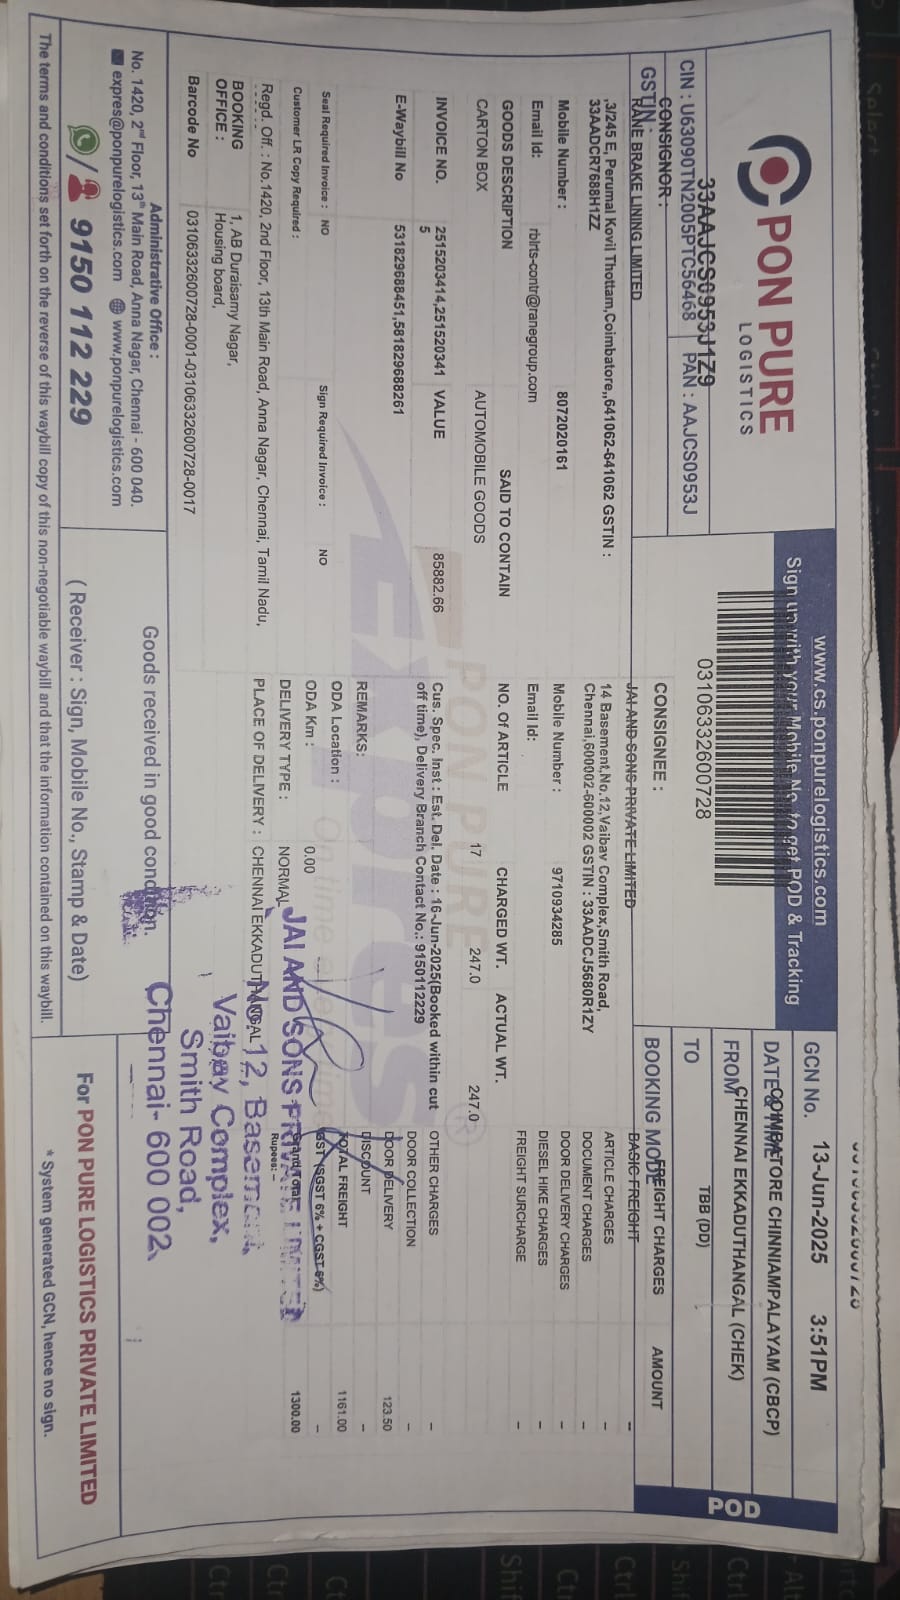 PON PURE
LOGISTICS
CIN : U63090TN2005PTC56468 PAN : AAJCS0953J
33AAJCS0953J1Z9
GSTIN :
www.cs.ponpurelogistics.com
Sign up with your Mobile No. to get POD & Tracking
03106332600728
GCN No.
13-Jun-2025 3:51PM
DATE & TIME
COIMBATORE CHINNIAMPALAYAM (CBCP)
FROM
CHENNAI EKKADUTHANGAL (CHEK)
TO
TBB (DD)
BOOKING MODE
POD
CONSIGNOR :
RANE BRAKE LINING LIMITED
,3/245 E, Perumal Kovil Thottam,Coimbatore,,641062-641062 GSTIN :
33AADCR7688H1ZZ
Mobile Number : 8072020161
Email Id: rblrts-contr@ranegroup.com
CONSIGNEE :
JAI AND SONS PRIVATE LIMITED
14 Basement,No,12,Vaibav Complex,Smith Road,
Chennai,600002-600002 GSTIN : 33AADCJ5680R1ZY
Mobile Number : 9710934285
Email Id:
GOODS DESCRIPTION SAID TO CONTAIN NO. Of ARTICLE CHARGED WT. ACTUAL WT.
CARTON BOX AUTOMOBILE GOODS 17 247.0 247.0
INVOICE NO. 2515203414,251520341
5
VALUE 85882.66
Cus. Spec. Inst : Est. Del. Date : 16-Jun-2025(Booked within cut
off time), Delivery Branch Contact No.: 9150112229
E-Waybill No 531829688451,581829688261
REMARKS:
ODA Location :
Seal Required Invoice : NO Sign Required Invoice : NO
ODA Km : 0.00
Customer LR Copy Required :
DELIVERY TYPE : NORMAL
Regd. Off. : No.1420, 2nd Floor, 13th Main Road, Anna Nagar, Chennai, Tamil Nadu,
PLACE OF DELIVERY : CHENNAI EKKADUTHANGAL
BOOKING OFFICE : 1, AB Duraisamy Nagar,
Housing board,
Barcode No 03106332600728-0001-03106332600728-0017
FREIGHT CHARGES AMOUNT
BASIC FREIGHT –
ARTICLE CHARGES –
DOCUMENT CHARGES –
DOOR DELIVERY CHARGES –
DIESEL HIKE CHARGES –
FREIGHT SURCHARGE –
OTHER CHARGES –
DOOR COLLECTION –
DOOR DELIVERY 123.50
DISCOUNT –
TOTAL FREIGHT 1161.00
GST (SGST 6% + CGST 6%) –
Grand Total 1300.00
Rupees: –
PON PURE
Express
®
JAI AND SONS PRIVATE LIMITED
No. 12, Basement,
Vaibav Complex,
Smith Road,
Chennai- 600 002.
Administrative Office :
No. 1420, 2nd Floor, 13th Main Road, Anna Nagar, Chennai - 600 040.
expres@ponpurelogistics.com www.ponpurelogistics.com
/ 9150 112 229
Goods received in good condition.
( Receiver : Sign, Mobile No., Stamp & Date)
For PON PURE LOGISTICS PRIVATE LIMITED
* System generated GCN, hence no sign.
The terms and conditions set forth on the reverse of this waybill copy of this non-negotiable waybill and that the information contained on this waybill.